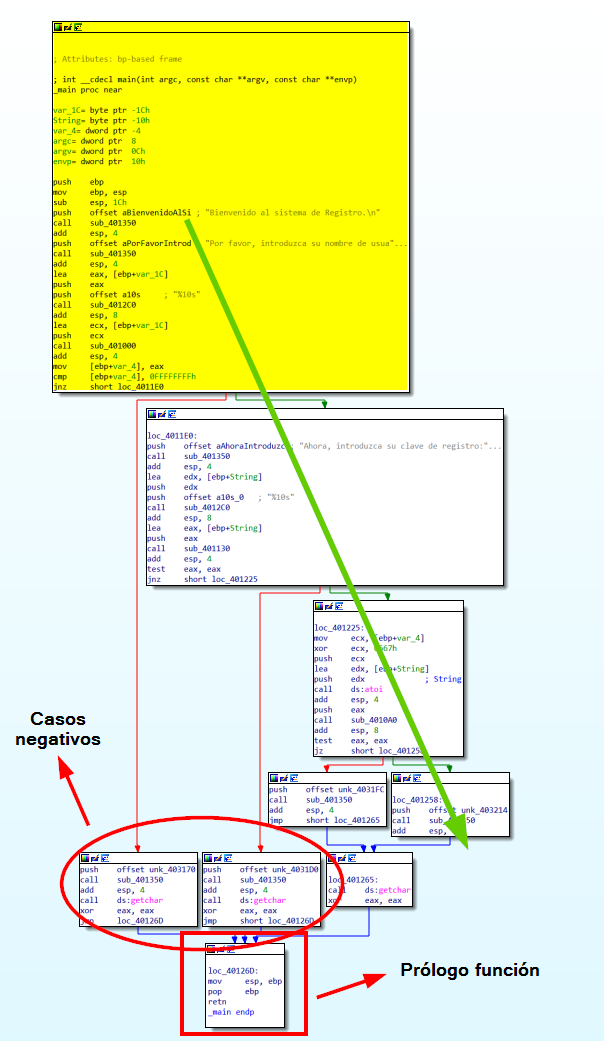 ; Attributes: bp-based frame
; int __cdecl main(int argc, const char **argv, const char **envp)
_main proc near
var_1C= byte ptr -1Ch
String= byte ptr -10h
var_4= dword ptr -4
argc= dword ptr  8
argv= dword ptr  0Ch
envp= dword ptr  10h
push    ebp
mov     ebp, esp
sub     esp, 1Ch
push    offset aBienvenidoAlSi ; "Bienvenido al sistema de Registro.\n"
call    sub_401350
add     esp, 4
push    offset aPorFavorIntrod   "Por favor, introduzca su nombre de usua"...
call    sub_401350
add     esp, 4
lea     eax, [ebp+var_1C]
push    eax
push    offset a10s     ; "%10s"
call    sub_4012C0
add     esp, 8
lea     ecx, [ebp+var_1C]
push    ecx
call    sub_401000
add     esp, 4
mov     [ebp+var_4], eax
cmp     [ebp+var_4], 0FFFFFFFFh
jnz     short loc_4011E0
loc_4011E0:
push    offset aAhoraIntroduzc ; "Ahora, introduzca su clave de registro:"...
call    sub_401350
add     esp, 4
lea     edx, [ebp+String]
push    edx
push    offset a10s_0   ; "%10s"
call    sub_4012C0
add     esp, 8
lea     eax, [ebp+String]
push    eax
call    sub_401130
add     esp, 4
test    eax, eax
jnz     short loc_401225
loc_401225:
mov     ecx, [ebp+var_4]
xor     ecx,
push    ecx
lea     edx, [ebp+String]
push    edx             ; String
call    ds:atoi
add     esp, 4
push    eax
call    sub_4010A0
add     esp, 8
test    eax, eax
jz      short loc_401258
push    offset unk_4031FC
call    sub_401350
add     esp, 4
jmp     short loc_401265
loc_401258:
push    offset unk_403214
call
add     esp,
Casos
negativos
push    offset unk_403170
call    sub_401350
add     esp, 4
call    ds:getchar
xor     eax, eax
jmp     loc_40126D
push    offset unk_4031D0
call    sub_401350
add     esp, 4
call    ds:getchar
xor     eax, eax
jmp     short loc_40126D
loc_401265:
call    ds:getchar
xor     eax, eax
loc_40126D:
mov     esp, ebp
pop     ebp
retn
_main endp
Prólogo función